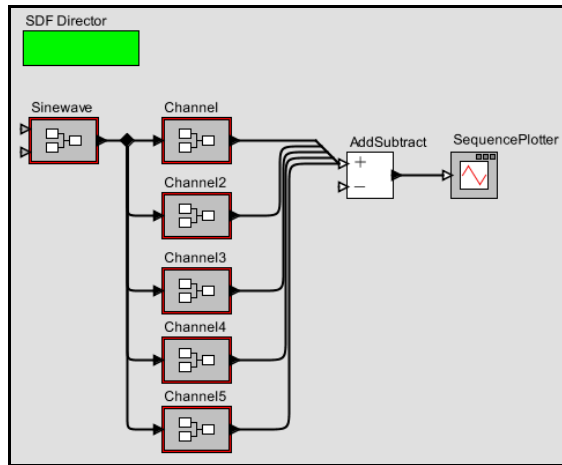 SDF Director
Sinewave
Channel
AddSubtract
SequencePlotter
+
−
Channel2
Channel3
Channel4
Channel5